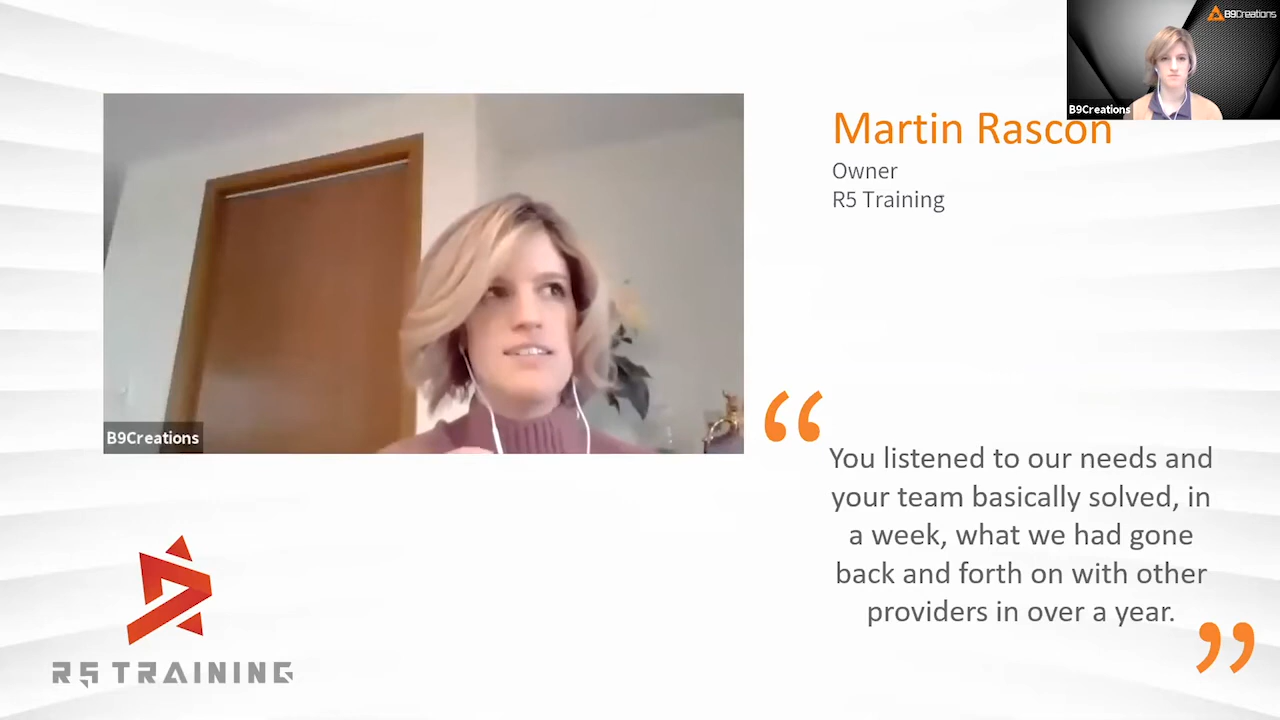 B9Creations
B9Creations
Martin Rascon
Owner
R5 Training
B9Creations
“
You listened to our needs and
your team basically solved, in
a week, what we had gone
back and forth on with other
providers in over a year.
”
R5 TRAINING